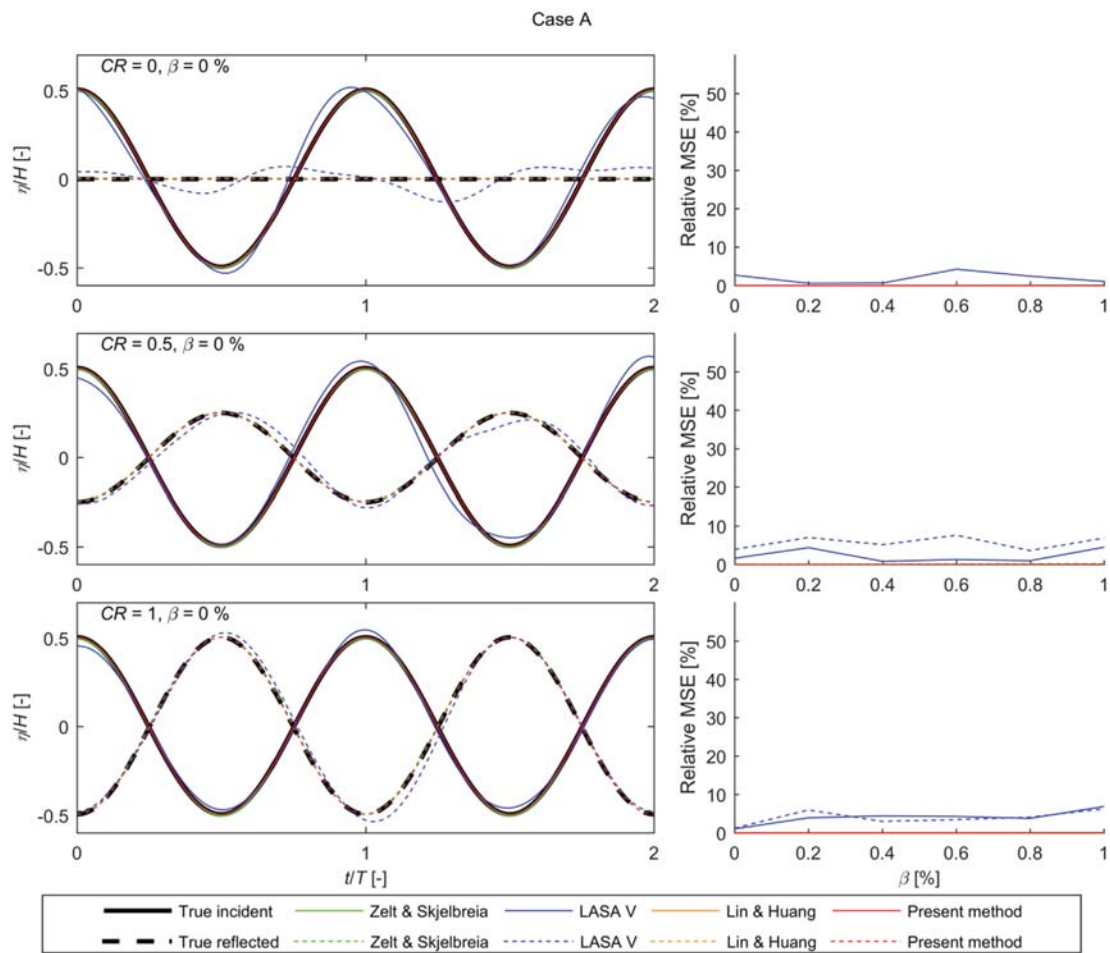 Case A
CR = 0, β = 0 %
η/H [-]
0.5
0
-0.5
0 1 2
Relative MSE [%]
50
40
30
20
10
0
0 0.2 0.4 0.6 0.8 1
CR = 0.5, β = 0 %
η/H [-]
0.5
0
-0.5
0 1 2
Relative MSE [%]
50
40
30
20
10
0
0 0.2 0.4 0.6 0.8 1
CR = 1, β = 0 %
η/H [-]
0.5
0
-0.5
0 1 2
t/T [-]
Relative MSE [%]
50
40
30
20
10
0
0 0.2 0.4 0.6 0.8 1
β [%]
True incident Zelt & Skjelbreia LASA V Lin & Huang Present method
True reflected Zelt & Skjelbreia LASA V Lin & Huang Present method